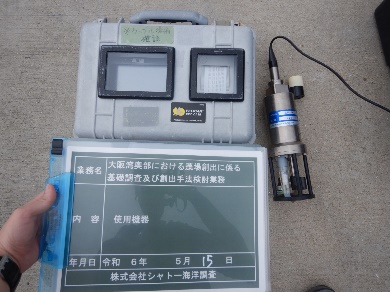 業務名
大阪湾奥部における藻場創出に係る
基礎調査及び創出手法検討業務
内 容
使用機器
年月日 令和 6年 5月 15日
株式会社シャトー海洋調査